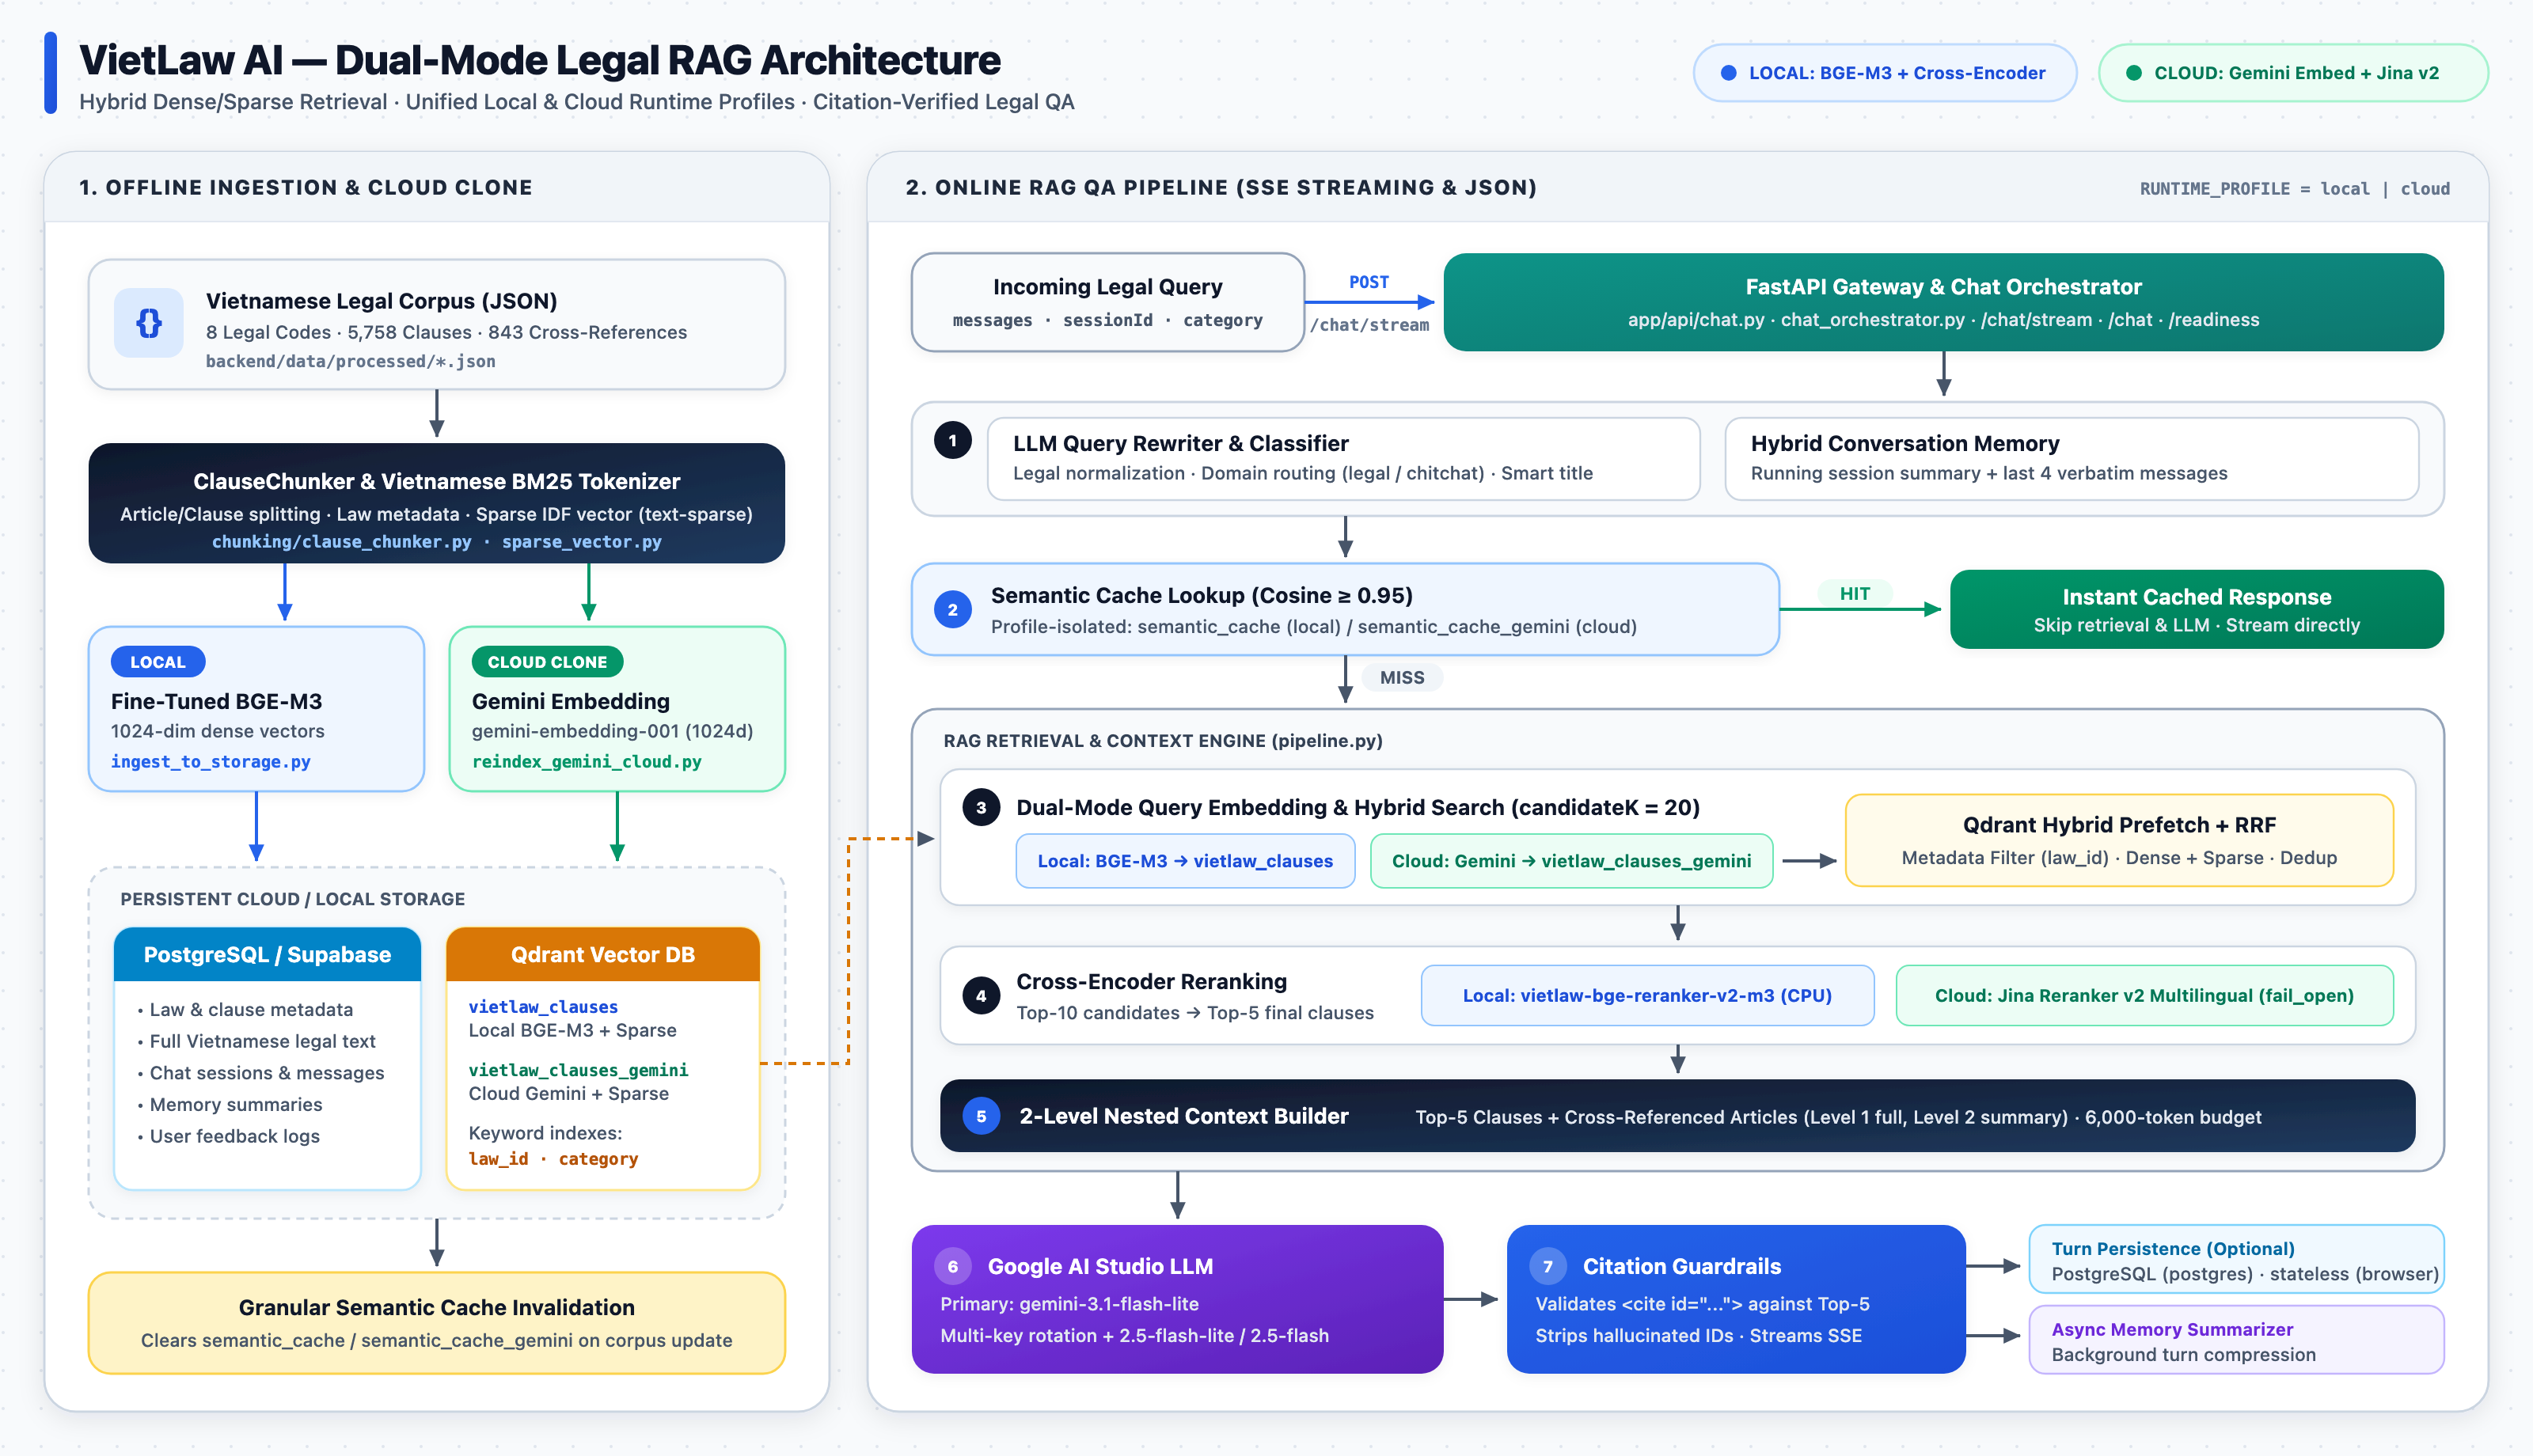 VietLaw AI — Dual-Mode Legal RAG Architecture
Hybrid Dense/Sparse Retrieval · Unified Local & Cloud Runtime Profiles · Citation-Verified Legal QA
LOCAL: BGE-M3 + Cross-Encoder
CLOUD: Gemini Embed + Jina v2
1. OFFLINE INGESTION & CLOUD CLONE
{}
Vietnamese Legal Corpus (JSON)
8 Legal Codes · 5,758 Clauses · 843 Cross-References
backend/data/processed/*.json
ClauseChunker & Vietnamese BM25 Tokenizer
Article/Clause splitting · Law metadata · Sparse IDF vector (text-sparse)
chunking/clause_chunker.py · sparse_vector.py
LOCAL
Fine-Tuned BGE-M3
1024-dim dense vectors
ingest_to_storage.py
CLOUD CLONE
Gemini Embedding
gemini-embedding-001 (1024d)
reindex_gemini_cloud.py
PERSISTENT CLOUD / LOCAL STORAGE
PostgreSQL / Supabase
• Law & clause metadata
• Full Vietnamese legal text
• Chat sessions & messages
• Memory summaries
• User feedback logs
Qdrant Vector DB
vietlaw_clauses
Local BGE-M3 + Sparse
vietlaw_clauses_gemini
Cloud Gemini + Sparse
Keyword indexes:
law_id · category
Granular Semantic Cache Invalidation
Clears semantic_cache / semantic_cache_gemini on corpus update
2. ONLINE RAG QA PIPELINE (SSE STREAMING & JSON)
RUNTIME_PROFILE = local | cloud
Incoming Legal Query
messages · sessionId · category
POST
/chat/stream
FastAPI Gateway & Chat Orchestrator
app/api/chat.py · chat_orchestrator.py · /chat/stream · /chat · /readiness
1
LLM Query Rewriter & Classifier
Legal normalization · Domain routing (legal / chitchat) · Smart title
Hybrid Conversation Memory
Running session summary + last 4 verbatim messages
2
Semantic Cache Lookup (Cosine ≥ 0.95)
Profile-isolated: semantic_cache (local) / semantic_cache_gemini (cloud)
HIT
Instant Cached Response
Skip retrieval & LLM · Stream directly
MISS
RAG RETRIEVAL & CONTEXT ENGINE (pipeline.py)
3
Dual-Mode Query Embedding & Hybrid Search (candidateK = 20)
Local: BGE-M3 → vietlaw_clauses
Cloud: Gemini → vietlaw_clauses_gemini
Qdrant Hybrid Prefetch + RRF
Metadata Filter (law_id) · Dense + Sparse · Dedup
4
Cross-Encoder Reranking
Top-10 candidates → Top-5 final clauses
Local: vietlaw-bge-reranker-v2-m3 (CPU)
Cloud: Jina Reranker v2 Multilingual (fail_open)
5
2-Level Nested Context Builder
Top-5 Clauses + Cross-Referenced Articles (Level 1 full, Level 2 summary) · 6,000-token budget
6
Google AI Studio LLM
Primary: gemini-3.1-flash-lite
Multi-key rotation + 2.5-flash-lite / 2.5-flash
7
Citation Guardrails
Validates <cite id="..."> against Top-5
Strips hallucinated IDs · Streams SSE
Turn Persistence (Optional)
PostgreSQL (postgres) · stateless (browser)
Async Memory Summarizer
Background turn compression